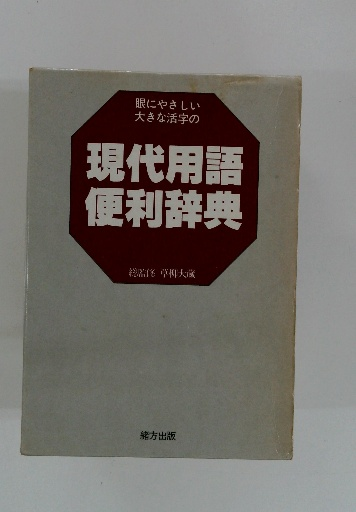 眼にやさしい
大きな活字の
現代用語
便利辞典
総監修 草柳大蔵
緒方出版